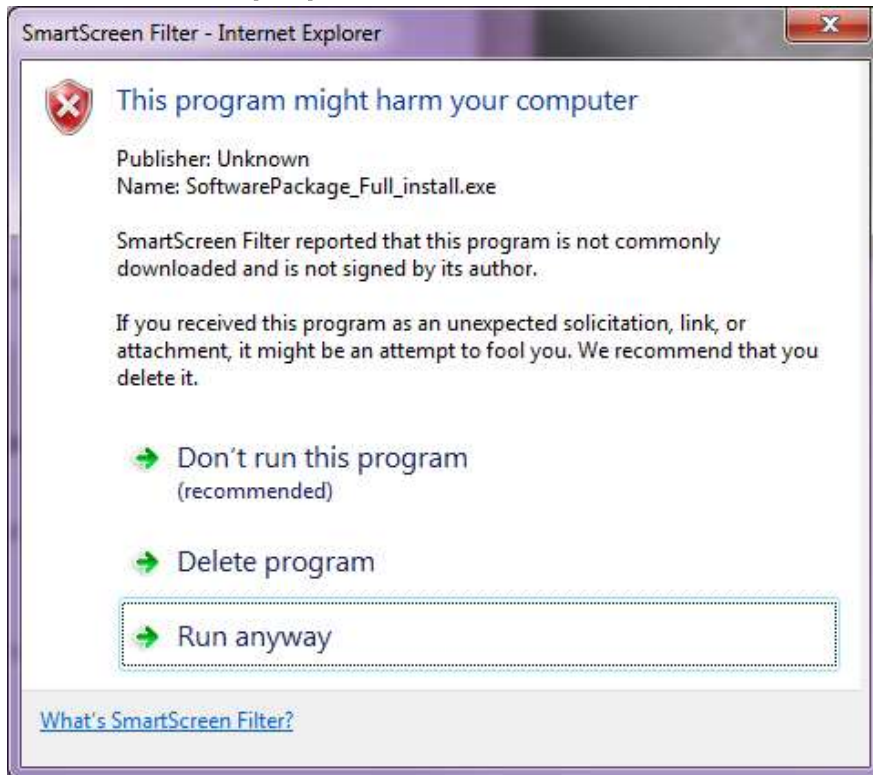 SmartScreen Filter - Internet Explorer
This program might harm your computer
Publisher: Unknown
Name: SoftwarePackage_Full_install.exe
SmartScreen Filter reported that this program is not commonly
downloaded and is not signed by its author.
If you received this program as an unexpected solicitation, link, or
attachment, it might be an attempt to fool you. We recommend that you
delete it.
Don't run this program
(recommended)
Delete program
Run anyway
What's SmartScreen Filter?